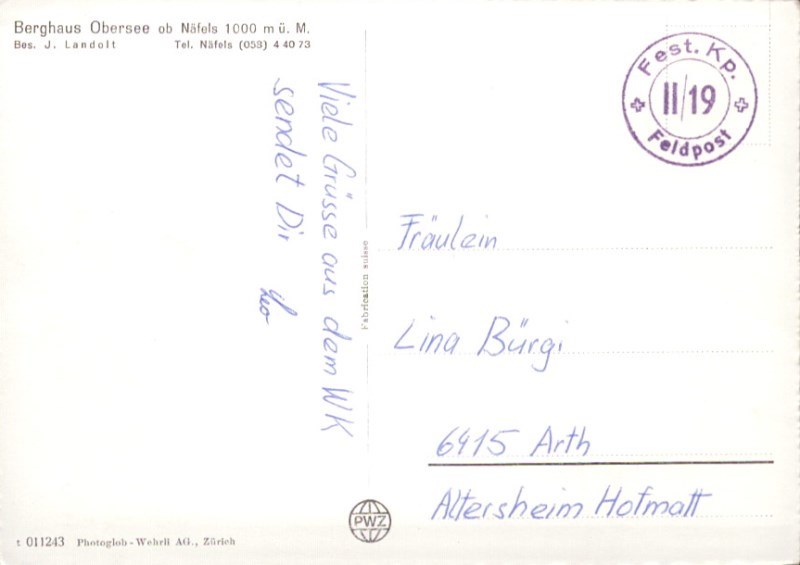 Berghaus Obersee ob Näfels 1000 m ü. M.
Bes. J. Landolt Tel. Näfels (058) 4 40 73
Viele Grüsse aus dem WK
sendet Dir
Leo
Fabrication suisse
Fest. Kp.
II/19
Feldpost
Fräulein
Lina Bürgi
6415 Arth
Altersheim Hofmatt
PWZ
t 011243 Photoglob-Wehrli AG., Zürich